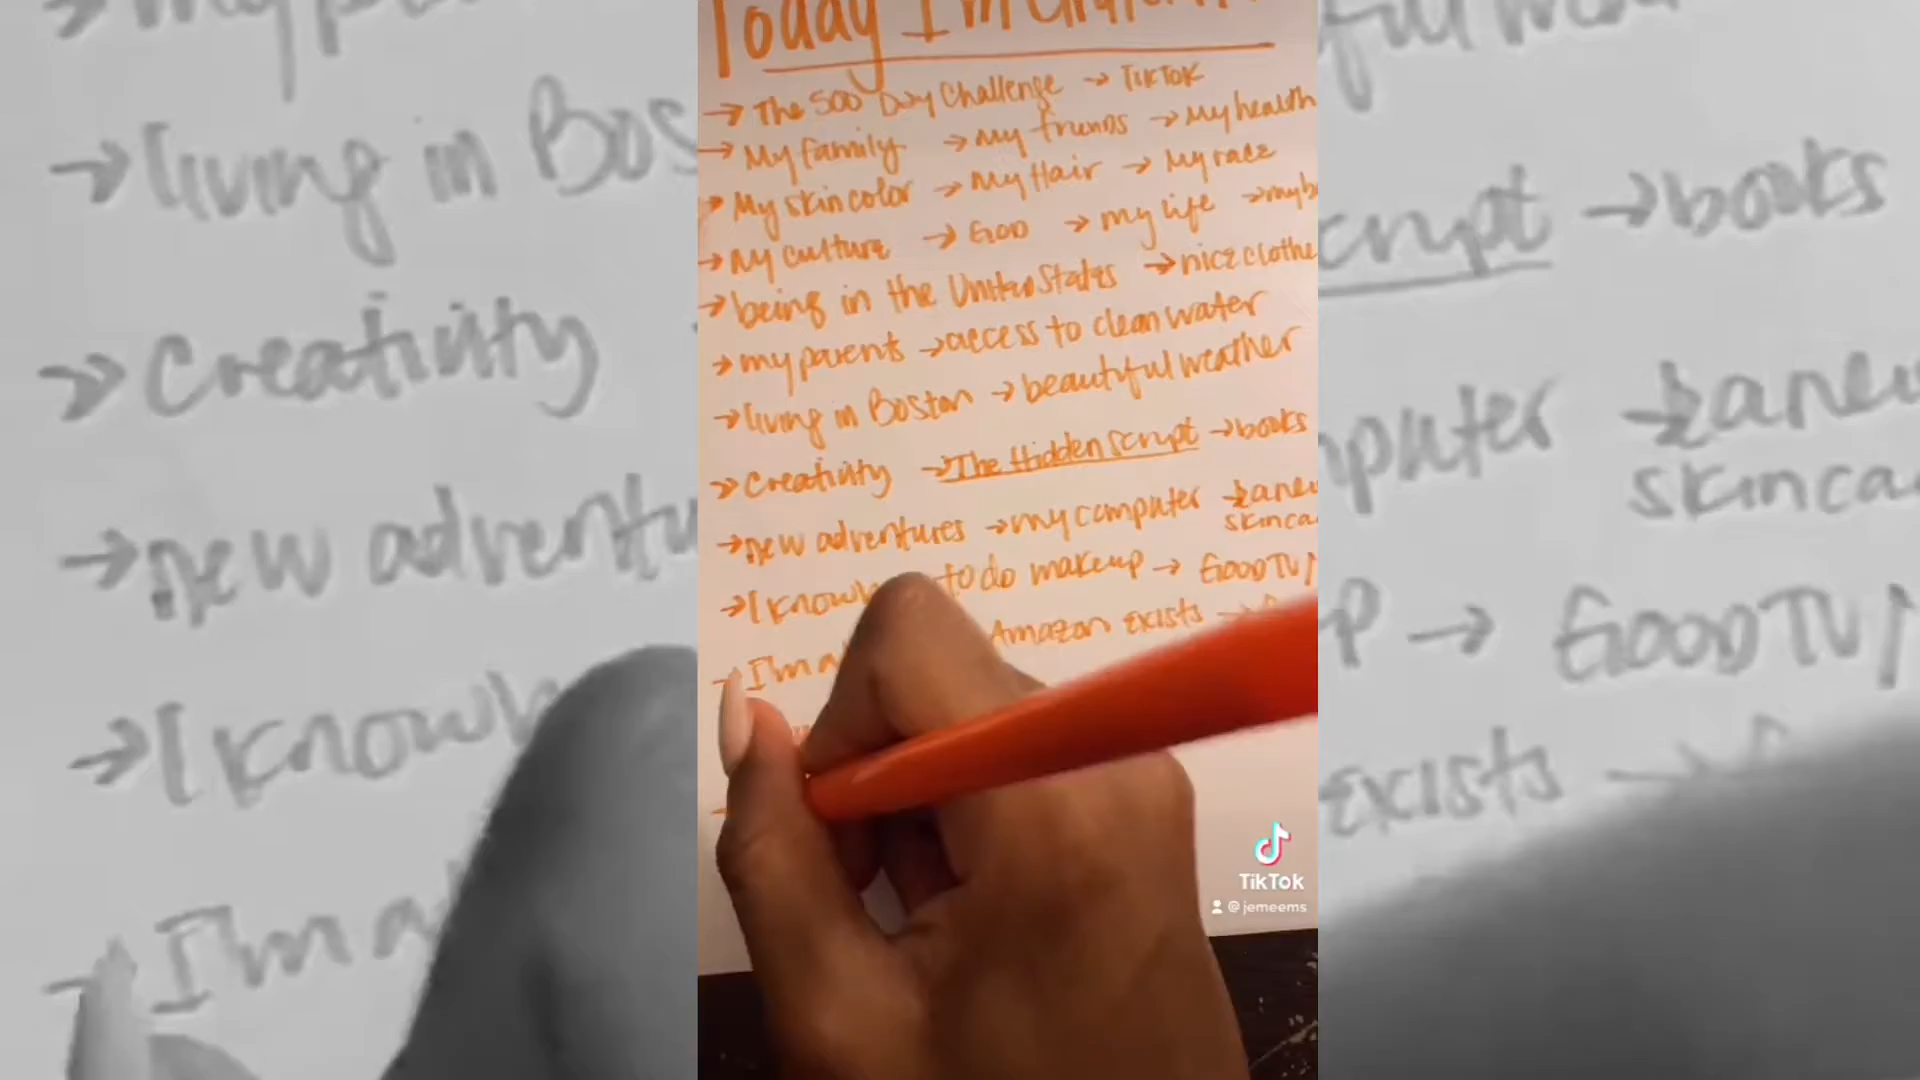 Today I'm
→ The 500 Day Challenge → TikTok
→ My family → My friends → My health
→ My skin color → My Hair → My race
→ My culture → GOD → my life → my b
→ being in the United States → nice clothe
→ my parents → access to clean water
→ living in Boston → beautiful weather
→ Creativity → The Hidden Script → books
→ new adventures → my computer →
skinca
→ I know to do makeup → GOOD TV
→ I'm a Amazon exists →
TikTok
@jemeems